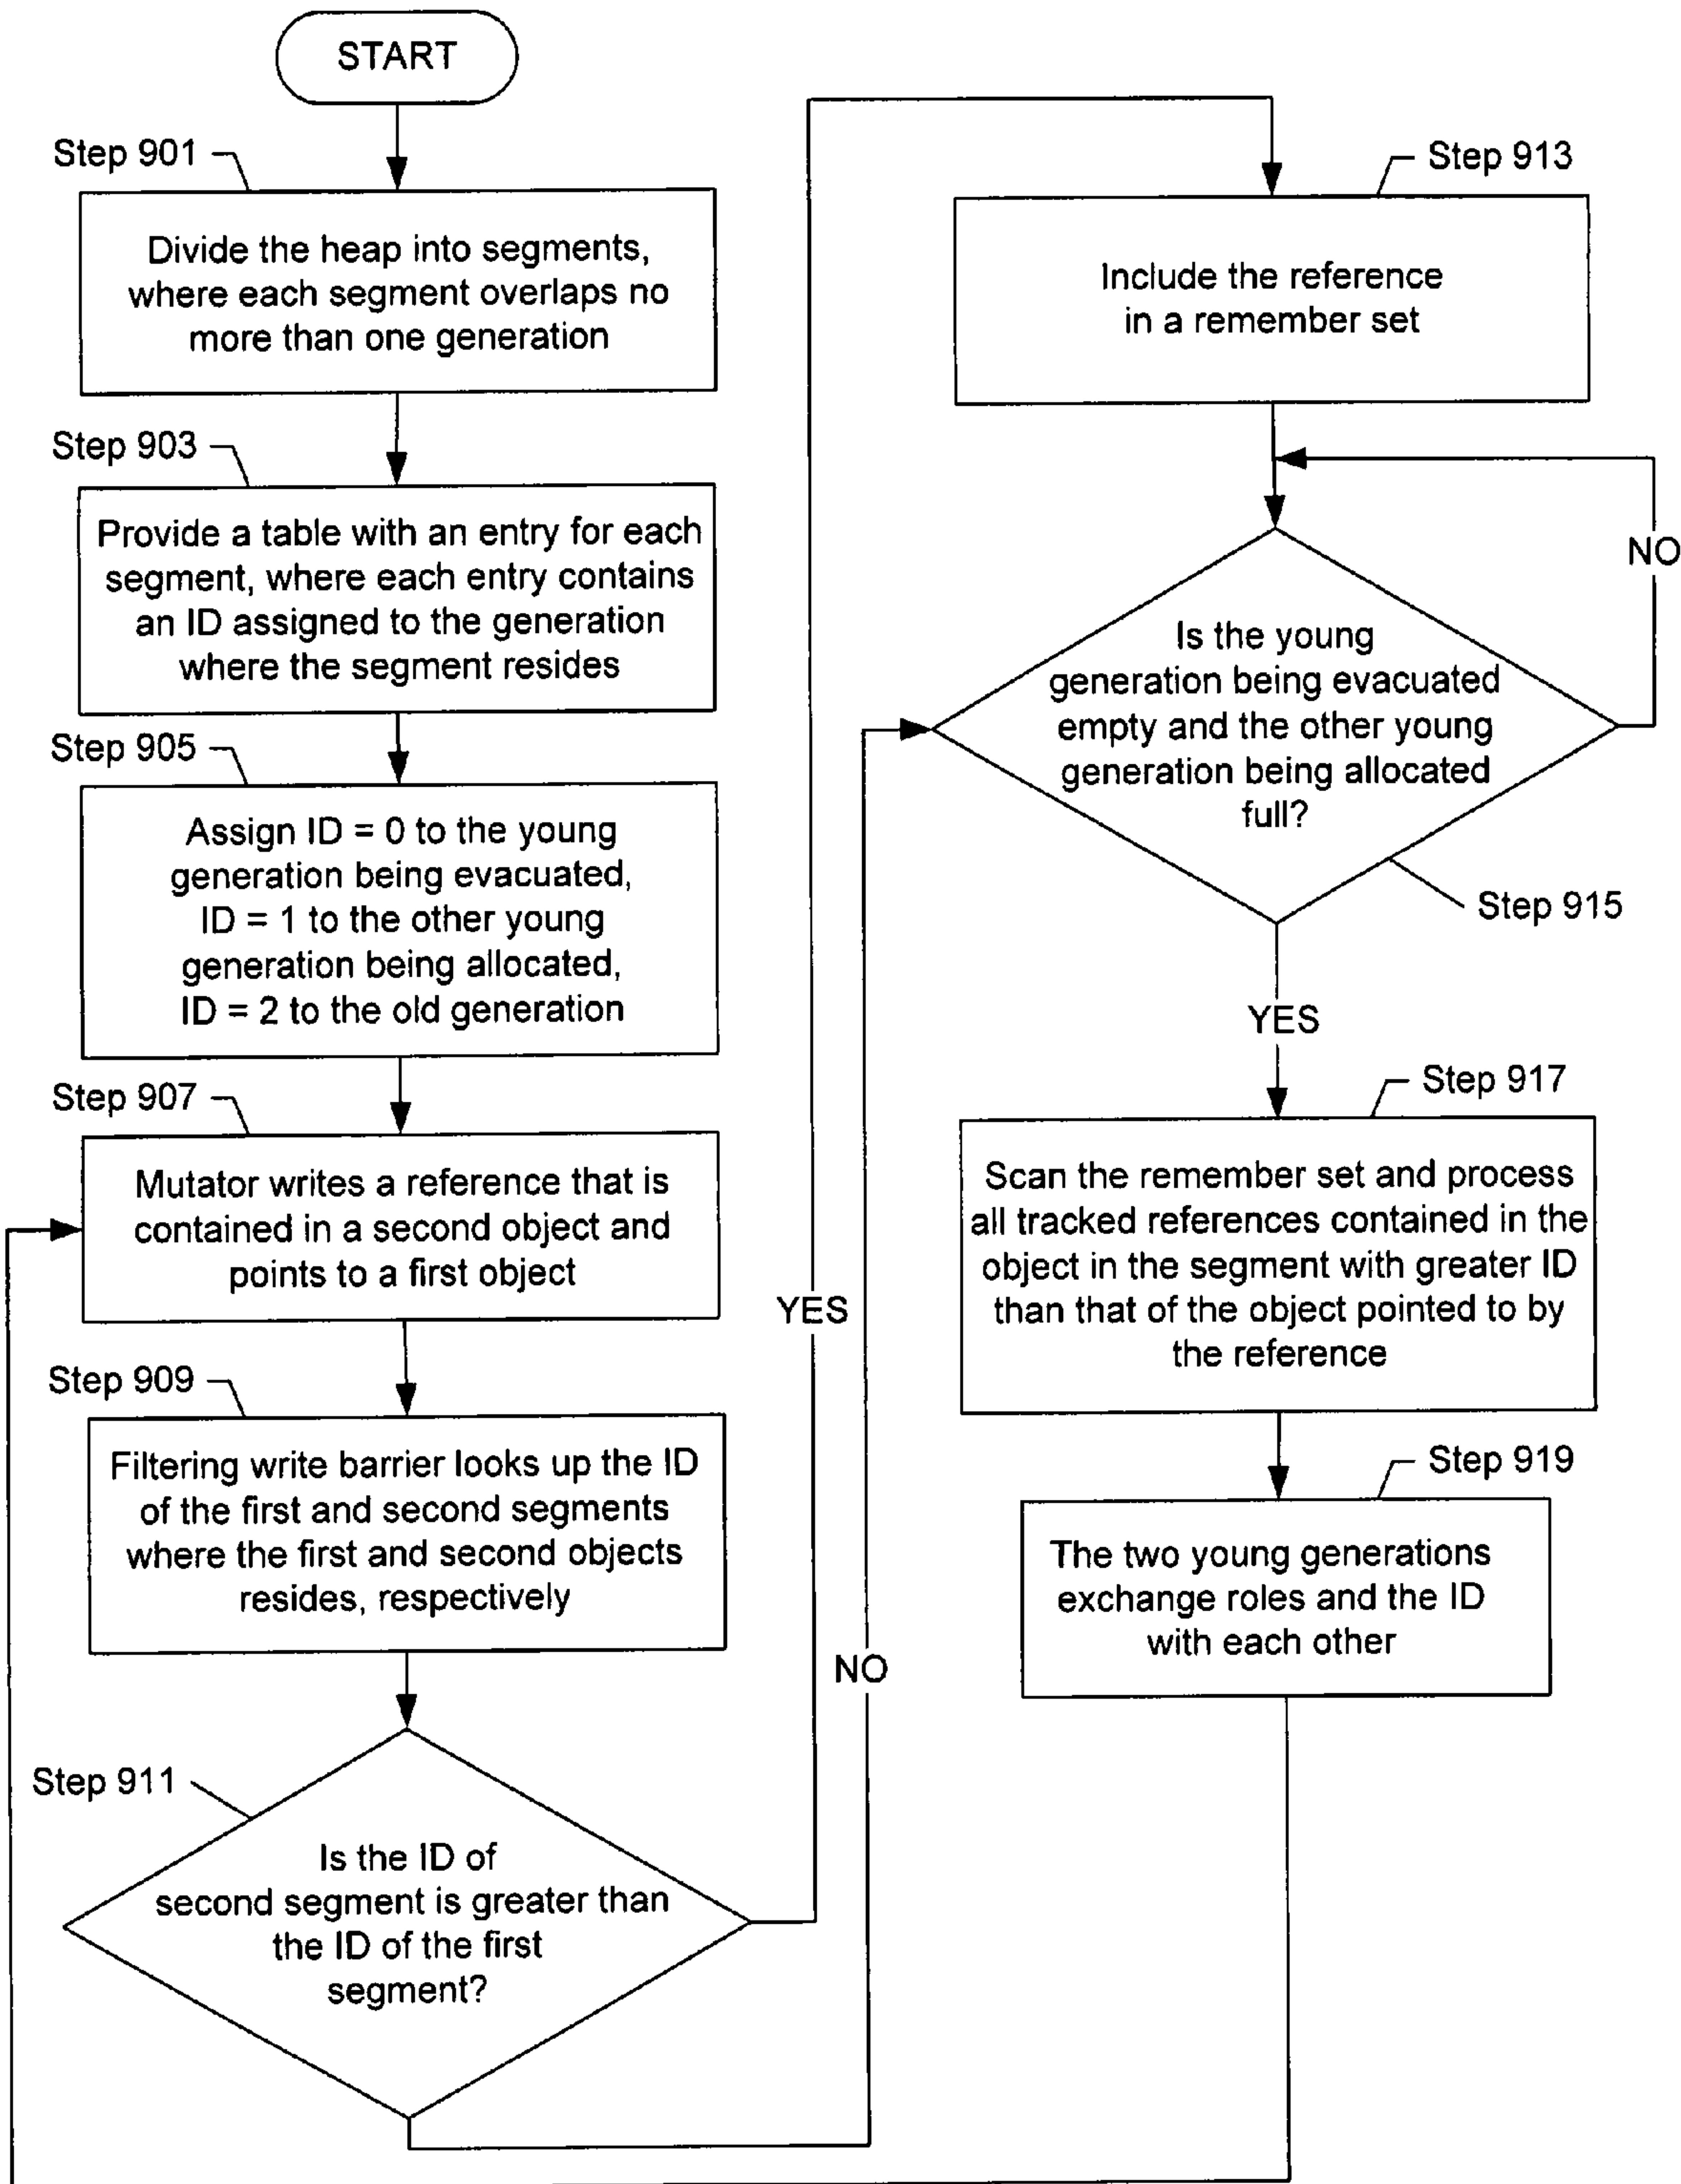 START
Step 901
Divide the heap into segments,
where each segment overlaps no
more than one generation
Step 903
Provide a table with an entry for each
segment, where each entry contains
an ID assigned to the generation
where the segment resides
Step 905
Assign ID = 0 to the young
generation being evacuated,
ID = 1 to the other young
generation being allocated,
ID = 2 to the old generation
Step 907
Mutator writes a reference that is
contained in a second object and
points to a first object
Step 909
Filtering write barrier looks up the ID
of the first and second segments
where the first and second objects
resides, respectively
Step 911
Is the ID of
second segment is greater than
the ID of the first
segment?
YES
NO
Step 913
Include the reference
in a remember set
Is the young
generation being evacuated
empty and the other young
generation being allocated
full?
NO
Step 915
YES
Step 917
Scan the remember set and process
all tracked references contained in the
object in the segment with greater ID
than that of the object pointed to by
the reference
Step 919
The two young generations
exchange roles and the ID
with each other